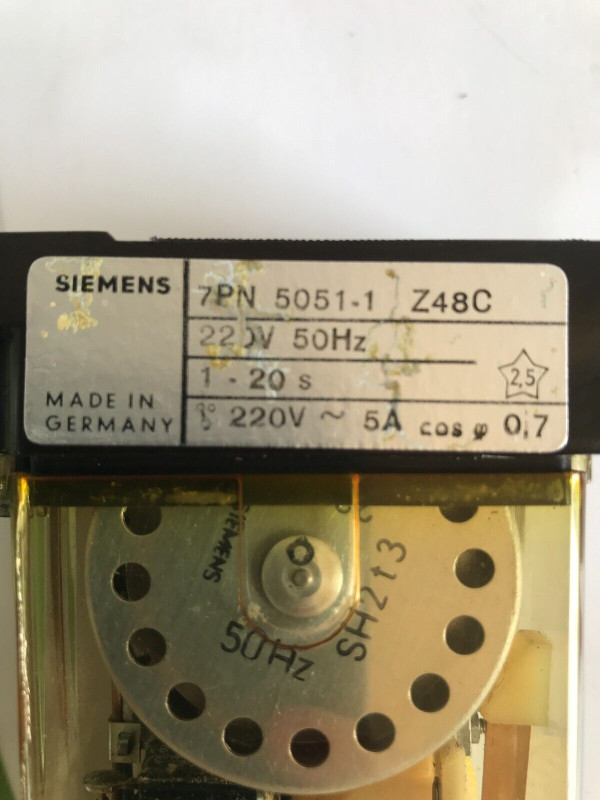 SIEMENS
7PN 5051-1 Z48C
220V 50Hz
1 - 20 s
2,5
MADE IN
GERMANY
220V ~ 5A cos φ 0,7
SIEMENS
50Hz
SH2t3